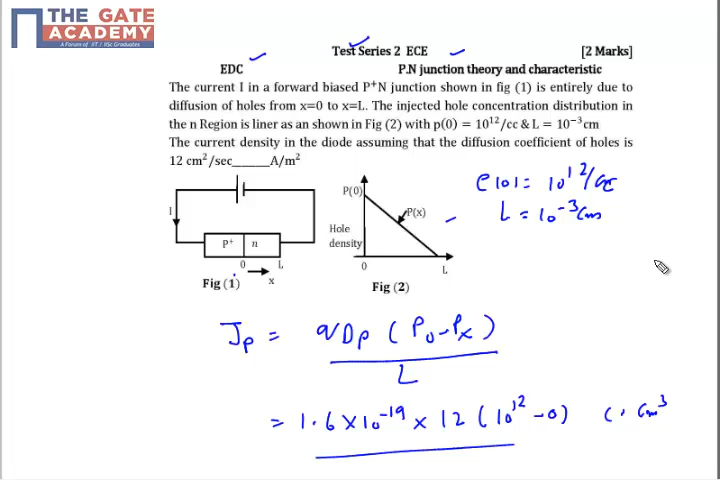 THE GATE
ACADEMY
A Forum of IIT / IISc Graduates
Test Series 2 ECE [2 Marks]
EDC P.N junction theory and characteristic
The current I in a forward biased P⁺N junction shown in fig (1) is entirely due to
diffusion of holes from x=0 to x=L. The injected hole concentration distribution in
the n Region is liner as an shown in Fig (2) with p(0) = 10¹²/cc & L = 10⁻³cm
The current density in the diode assuming that the diffusion coefficient of holes is
12 cm²/sec_____A/m²
P(0) = 10¹²/cc
L = 10⁻³cm
I
P⁺ n
0 L
x
Fig (1)
P(0)
P(x)
Hole
density
0 L
Fig (2)
Jp = qDp (P₀-Pₓ)
L
= 1.6×10⁻¹⁹ × 12 (10¹² - 0) cm³